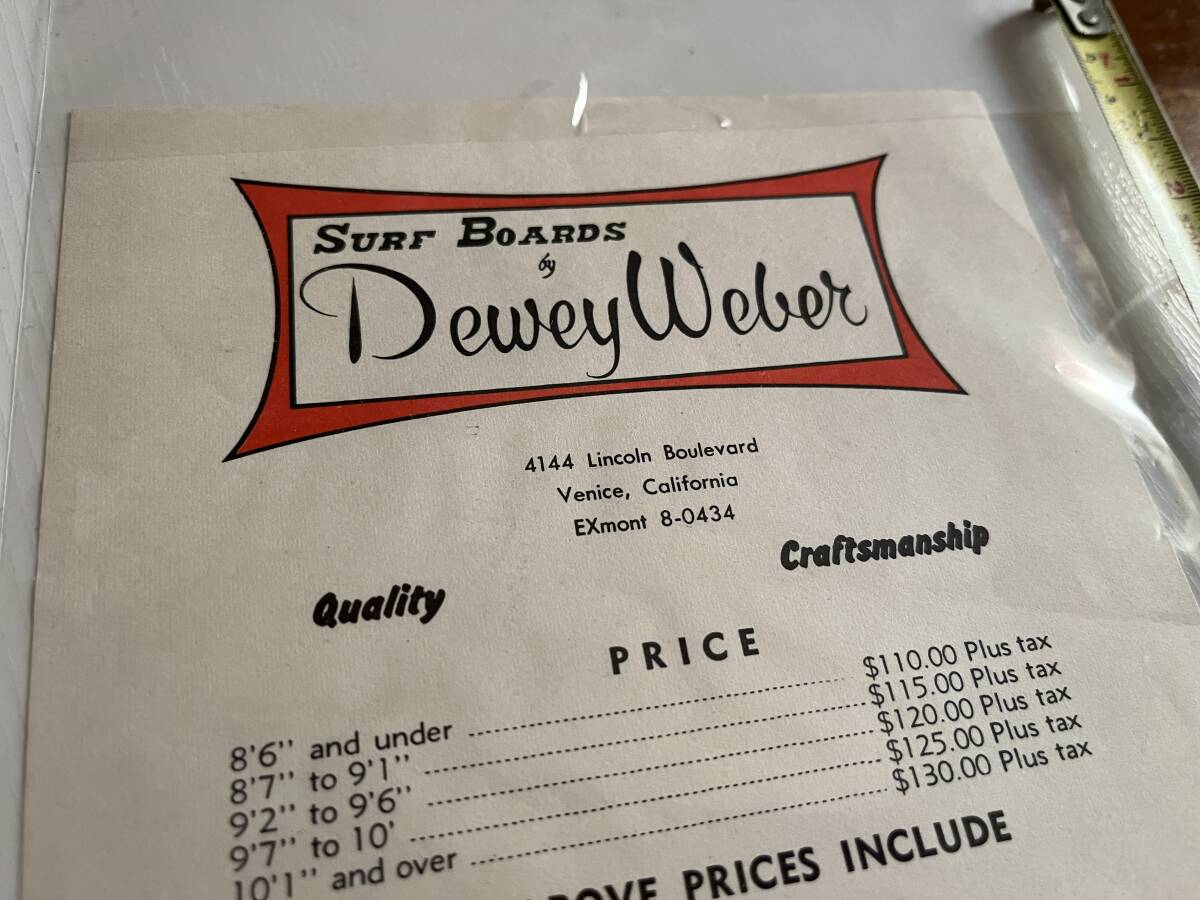 SURF BOARDS
by
Dewey Weber
4144 Lincoln Boulevard
Venice, California
EXmont 8-0434
Quality
Craftsmanship
PRICE
8'6" and under ---------- $110.00 Plus tax
8'7" to 9'1" ---------- $115.00 Plus tax
9'2" to 9'6" ---------- $120.00 Plus tax
9'7" to 10' ---------- $125.00 Plus tax
10'1" and over ---------- $130.00 Plus tax
PRICES INCLUDE
1
2